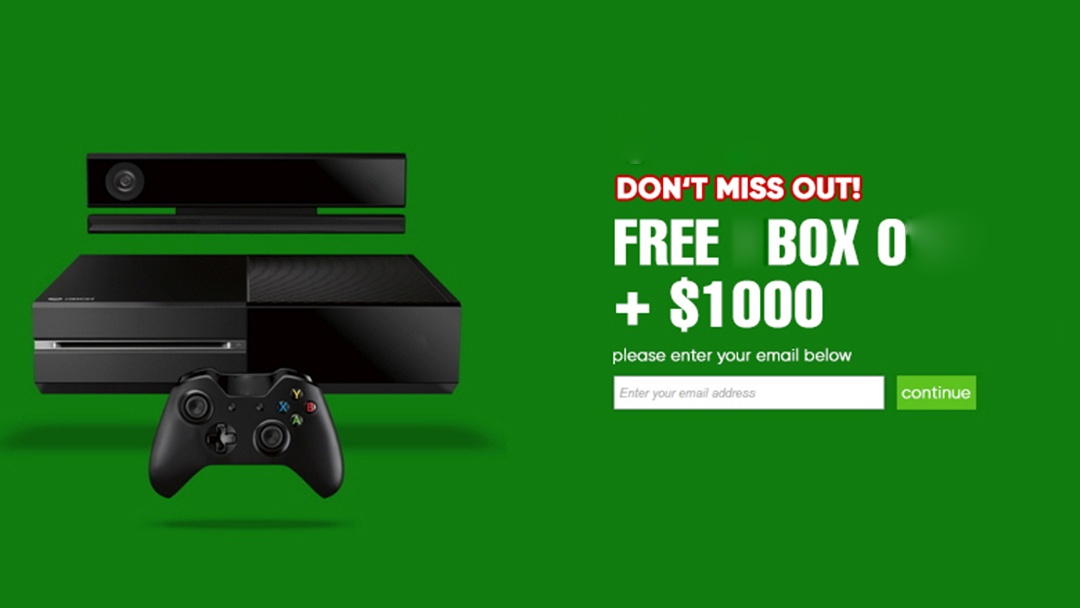 DON'T MISS OUT!
FREE BOX O
+ $1000
please enter your email below
Enter your email address
continue
Y
X
B
A